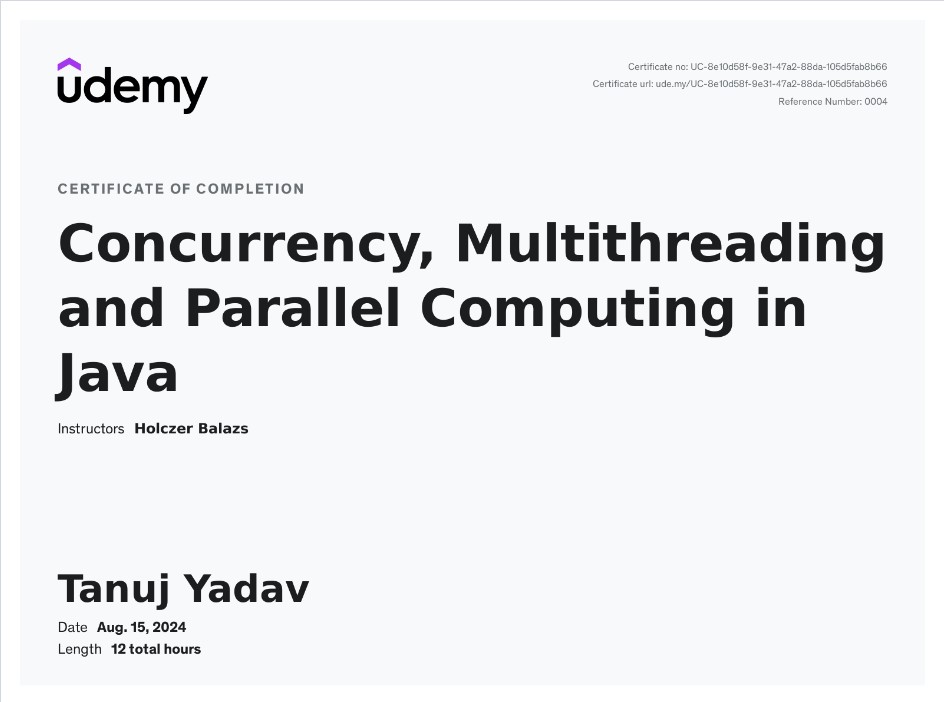 udemy
Certificate no: UC-8e10d58f-9e31-47a2-88da-105d5fab8b66
Certificate url: ude.my/UC-8e10d58f-9e31-47a2-88da-105d5fab8b66
Reference Number: 0004
CERTIFICATE OF COMPLETION
Concurrency, Multithreading
and Parallel Computing in
Java
Instructors Holczer Balazs
Tanuj Yadav
Date Aug. 15, 2024
Length 12 total hours